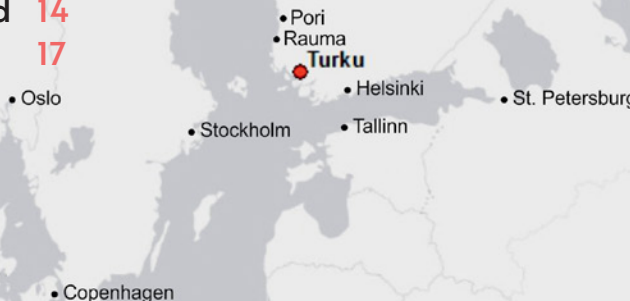 d 14
Pori
Rauma
17
Turku
Helsinki
Oslo
St. Petersburg
Stockholm
Tallinn
Copenhagen